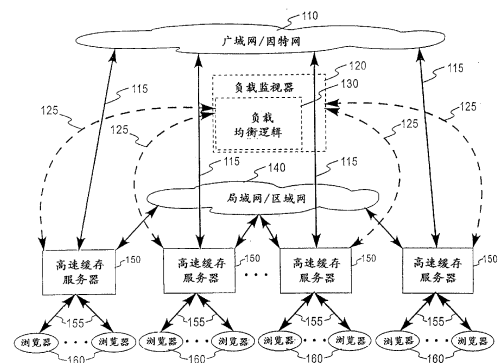 110
广域网/因特网
120
115
负载监视器
130
115
125
负载
均衡逻辑
125
125
125
115
140
115
局域网/区域网
高速缓存
服务器
150
高速缓存
服务器
150
···
高速缓存
服务器
150
高速缓存
服务器
150
155
155
155
155
浏览器 ··· 浏览器
浏览器 ··· 浏览器
浏览器 ··· 浏览器
浏览器 ··· 浏览器
160
160
160
160